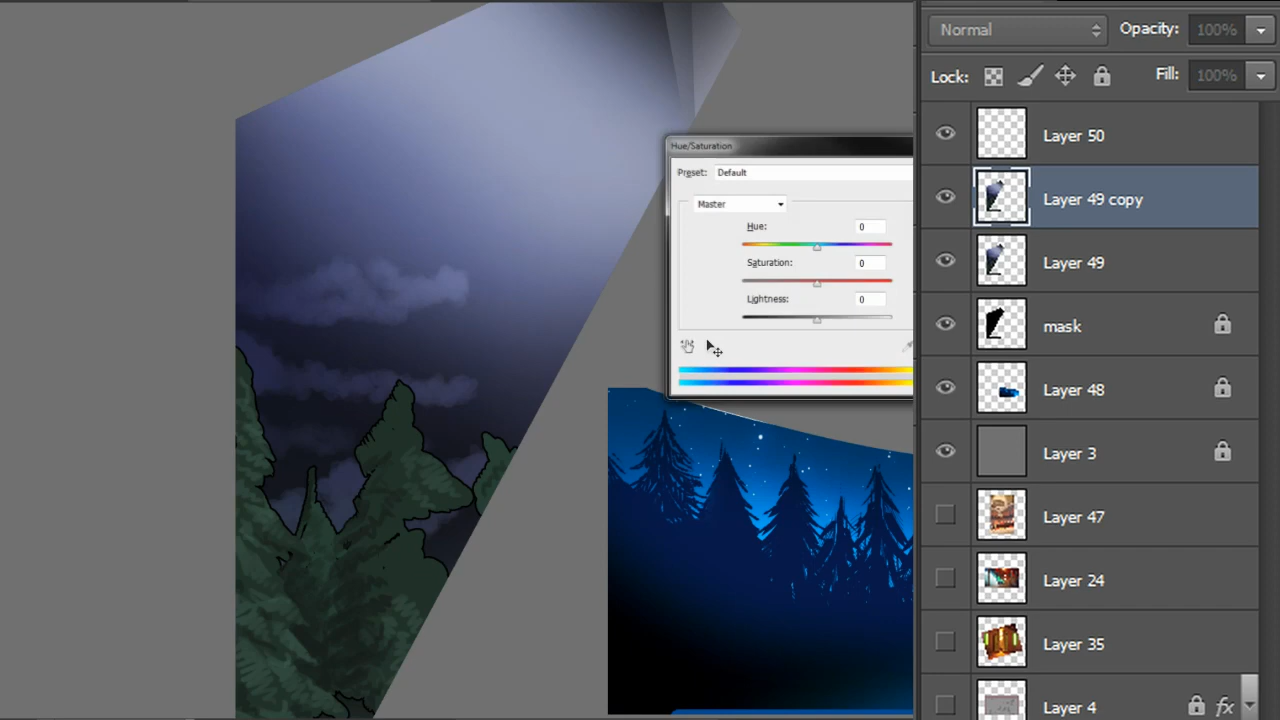 Normal
Opacity: 100%
Lock:
Fill: 100%
Layer 50
Hue/Saturation
Preset: Default
Layer 49 copy
Master
Hue: 0
Saturation: 0
Layer 49
Lightness: 0
mask
Layer 48
Layer 3
Layer 47
Layer 24
Layer 35
Layer 4
fx